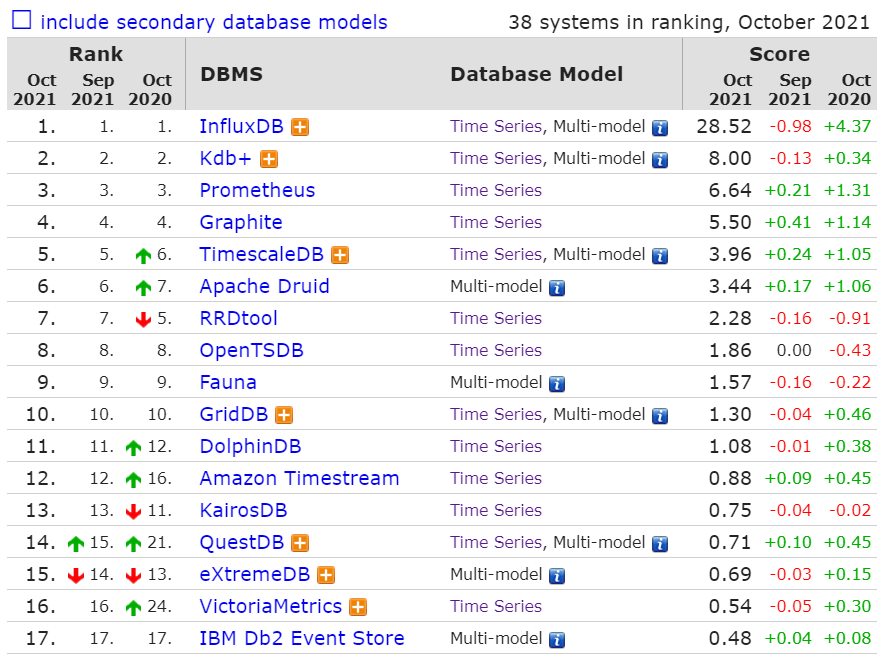 include secondary database models 38 systems in ranking, October 2021
Rank DBMS Database Model Score
Oct 2021 Sep 2021 Oct 2020 Oct 2021 Sep 2021 Oct 2020
1. 1. 1. InfluxDB Time Series, Multi-model 28.52 -0.98 +4.37
2. 2. 2. Kdb+ Time Series, Multi-model 8.00 -0.13 +0.34
3. 3. 3. Prometheus Time Series 6.64 +0.21 +1.31
4. 4. 4. Graphite Time Series 5.50 +0.41 +1.14
5. 5. 6. TimescaleDB Time Series, Multi-model 3.96 +0.24 +1.05
6. 6. 7. Apache Druid Multi-model 3.44 +0.17 +1.06
7. 7. 5. RRDtool Time Series 2.28 -0.16 -0.91
8. 8. 8. OpenTSDB Time Series 1.86 0.00 -0.43
9. 9. 9. Fauna Multi-model 1.57 -0.16 -0.22
10. 10. 10. GridDB Time Series, Multi-model 1.30 -0.04 +0.46
11. 11. 12. DolphinDB Time Series 1.08 -0.01 +0.38
12. 12. 16. Amazon Timestream Time Series 0.88 +0.09 +0.45
13. 13. 11. KairosDB Time Series 0.75 -0.04 -0.02
14. 15. 21. QuestDB Time Series, Multi-model 0.71 +0.10 +0.45
15. 14. 13. eXtremeDB Multi-model 0.69 -0.03 +0.15
16. 16. 24. VictoriaMetrics Time Series 0.54 -0.05 +0.30
17. 17. 17. IBM Db2 Event Store Multi-model 0.48 +0.04 +0.08